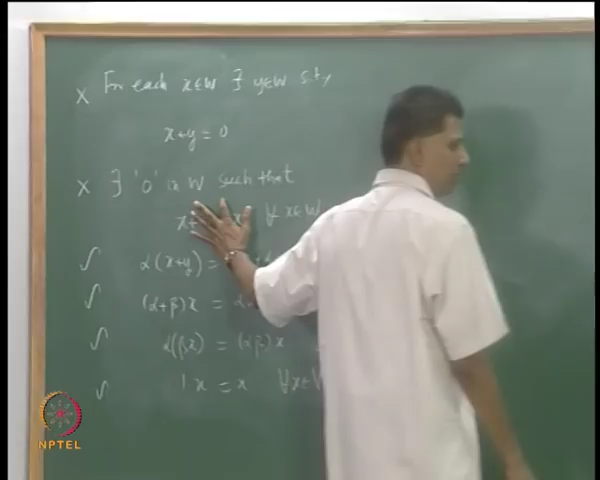 X For each x∈W ∃ y∈W s.t.,
x+y = 0
X ∃ '0' in W such that
x+ x ∀ x∈W
∫ α(x+y) =
∫ (α+β)x =
∫ α(βx) = (αβ)x
∫ 1x = x ∀x∈
NPTEL